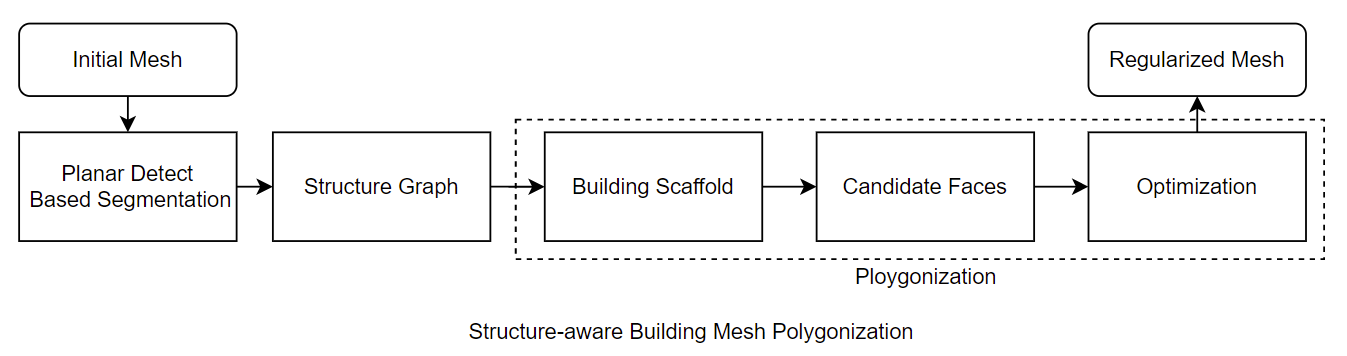 Initial Mesh
Regularized Mesh
Planar Detect
Based Segmentation
Structure Graph
Building Scaffold
Candidate Faces
Optimization
Ploygonization
Structure-aware Building Mesh Polygonization